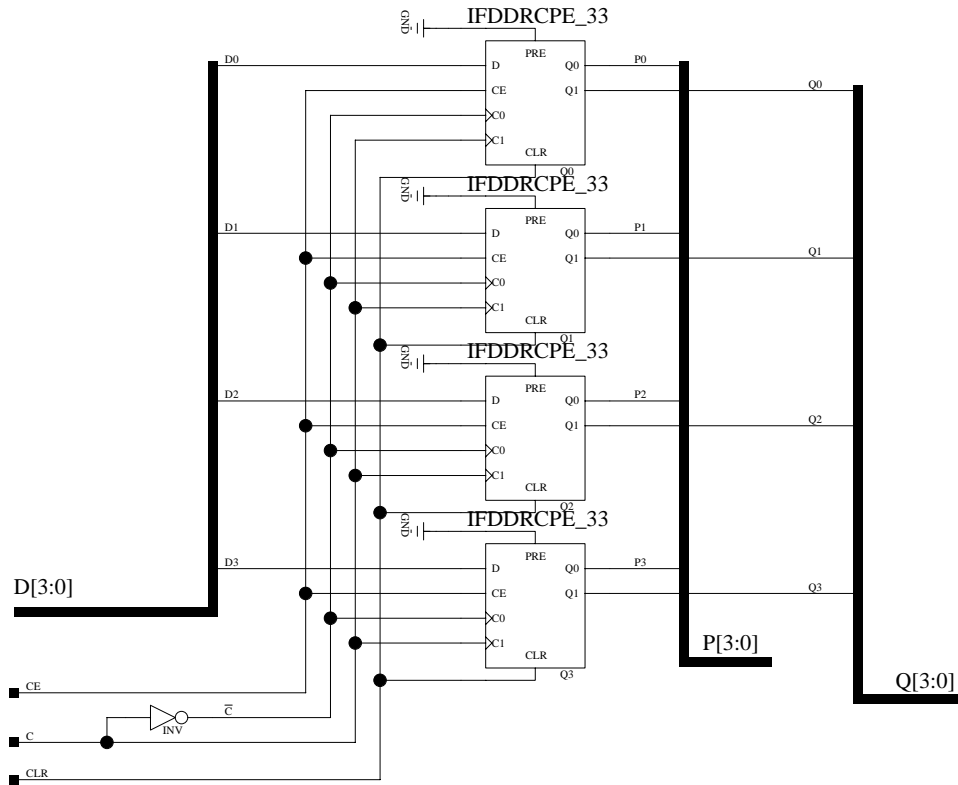 IFDDRCPE_33
GND
PRE
D0 D Q0 P0
CE Q1 Q0
C0
C1
CLR
Q0
IFDDRCPE_33
GND
PRE
D1 D Q0 P1
CE Q1 Q1
C0
C1
CLR
Q1
IFDDRCPE_33
GND
PRE
D2 D Q0 P2
CE Q1 Q2
C0
C1
CLR
Q2
IFDDRCPE_33
GND
PRE
D3 D Q0 P3
D[3:0] CE Q1 Q3
C0
C1
P[3:0]
CLR
Q3
Q[3:0]
CE
C̅
INV
C
CLR